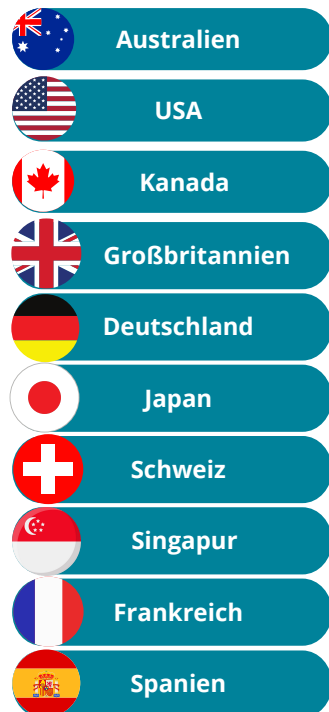 Australien
USA
Kanada
Großbritannien
Deutschland
Japan
Schweiz
Singapur
Frankreich
Spanien